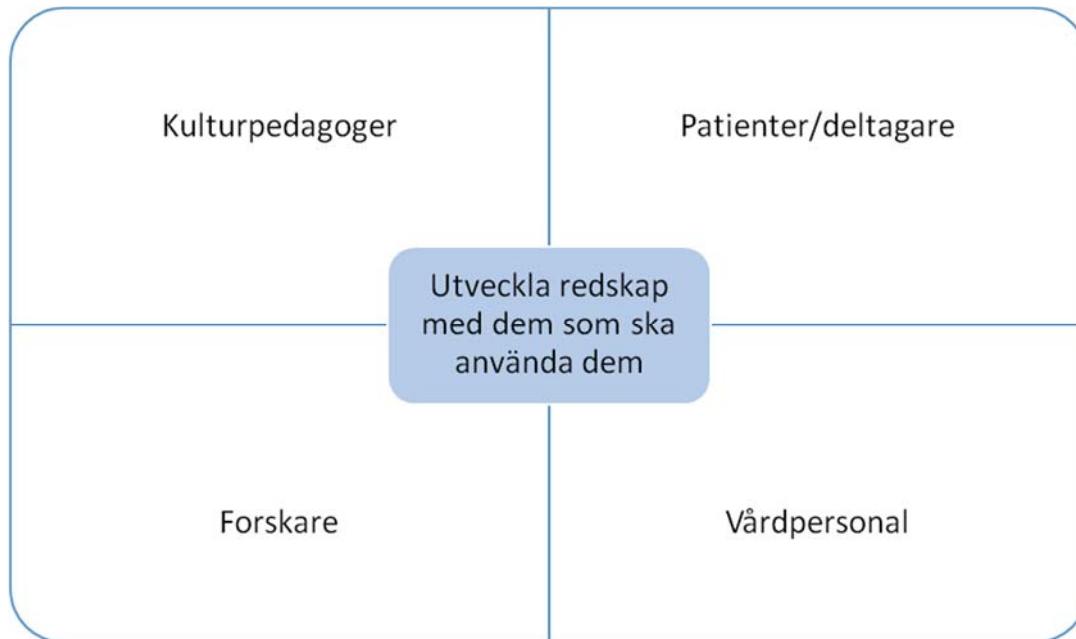 Kulturpedagoger
Patienter/deltagare
Utveckla redskap
med dem som ska
använda dem
Forskare
Vårdpersonal